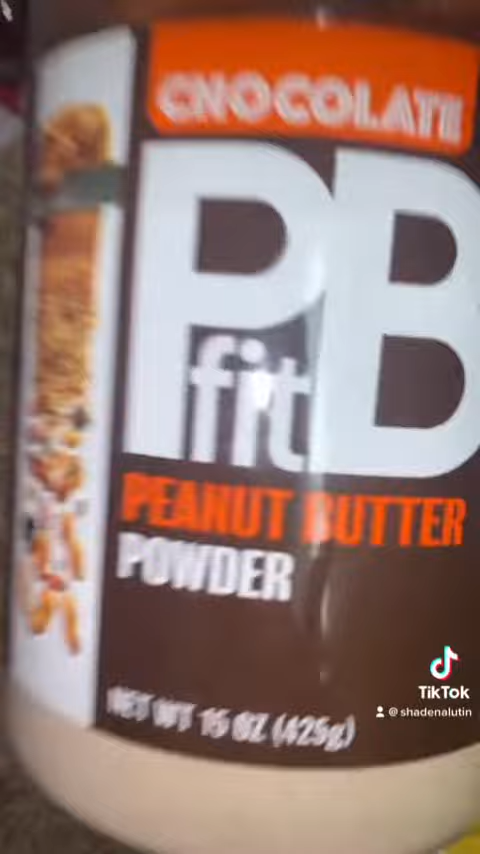 CHOCOLATE
PB
fit
PEANUT BUTTER
POWDER
NET WT 15 OZ (425g)
TikTok
@shadenalutin